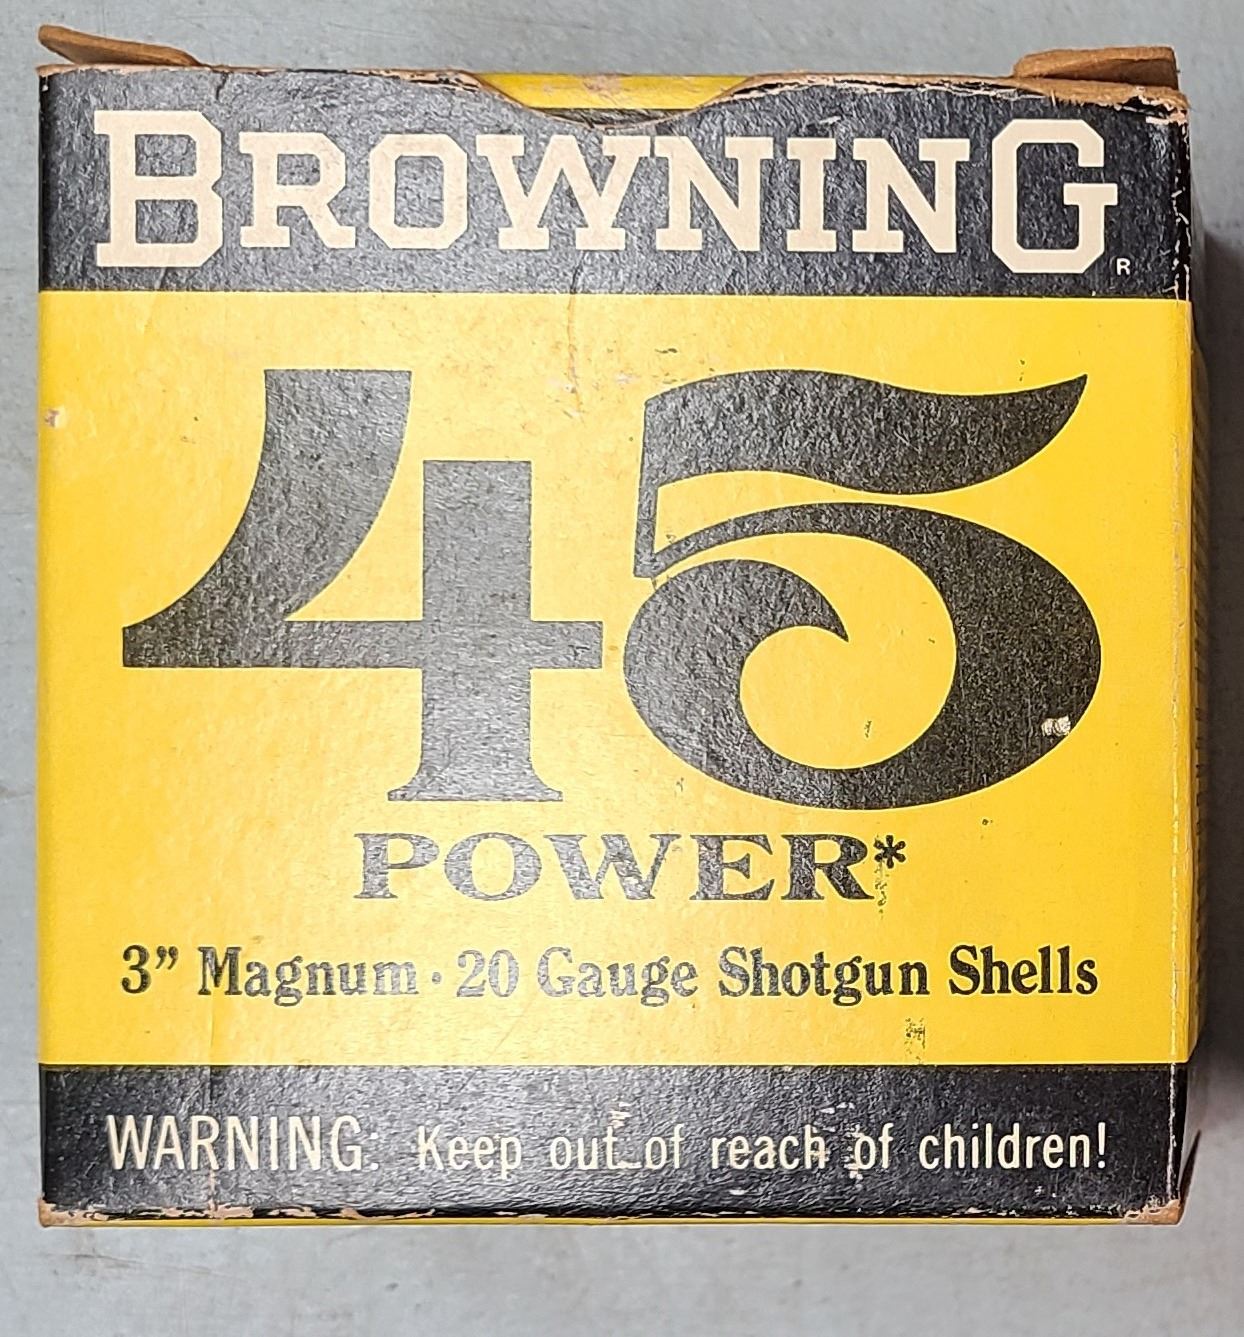 BROWNING
R
45
POWER*
3” Magnum · 20 Gauge Shotgun Shells
WARNING: Keep out of reach of children!